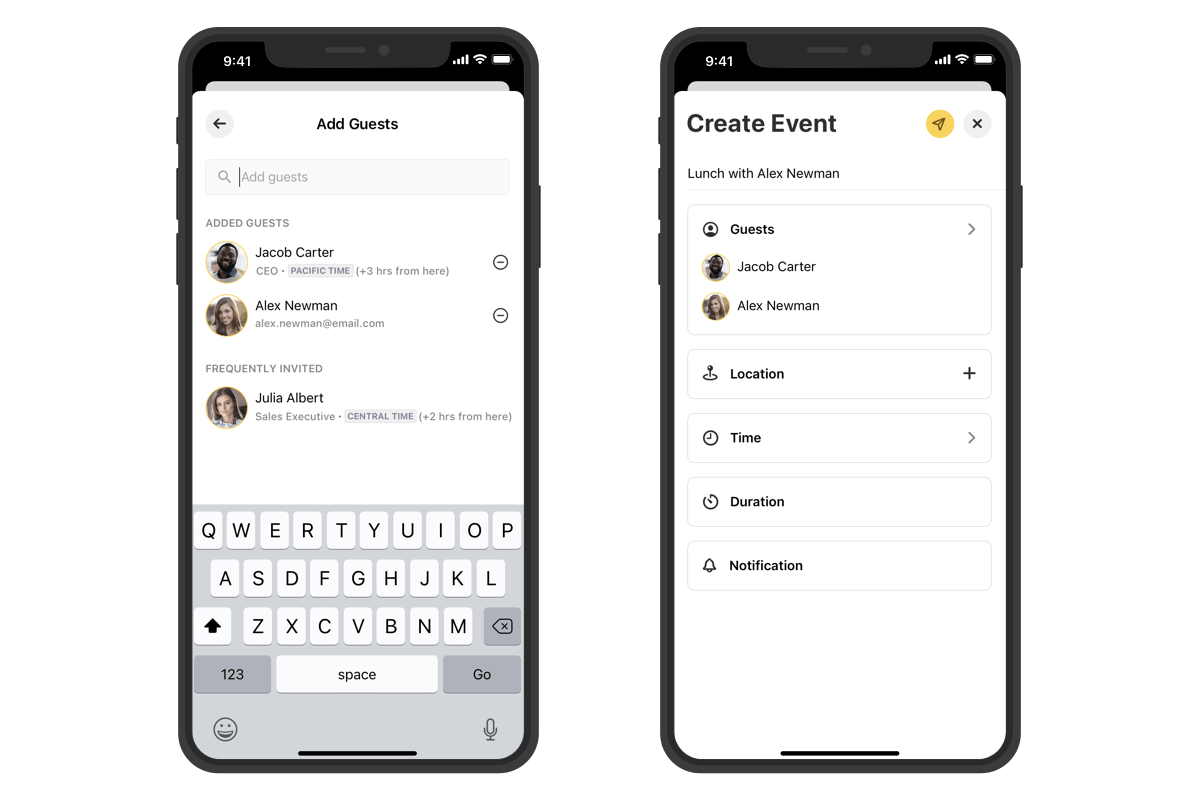 9:41
Add Guests
Add guests
ADDED GUESTS
Jacob Carter
CEO • PACIFIC TIME (+3 hrs from here)
Alex Newman
alex.newman@email.com
FREQUENTLY INVITED
Julia Albert
Sales Executive • CENTRAL TIME (+2 hrs from here)
Q W E R T Y U I O P
A S D F G H J K L
Z X C V B N M
123 space Go
9:41
Create Event
Lunch with Alex Newman
Guests
Jacob Carter
Alex Newman
Location
Time
Duration
Notification